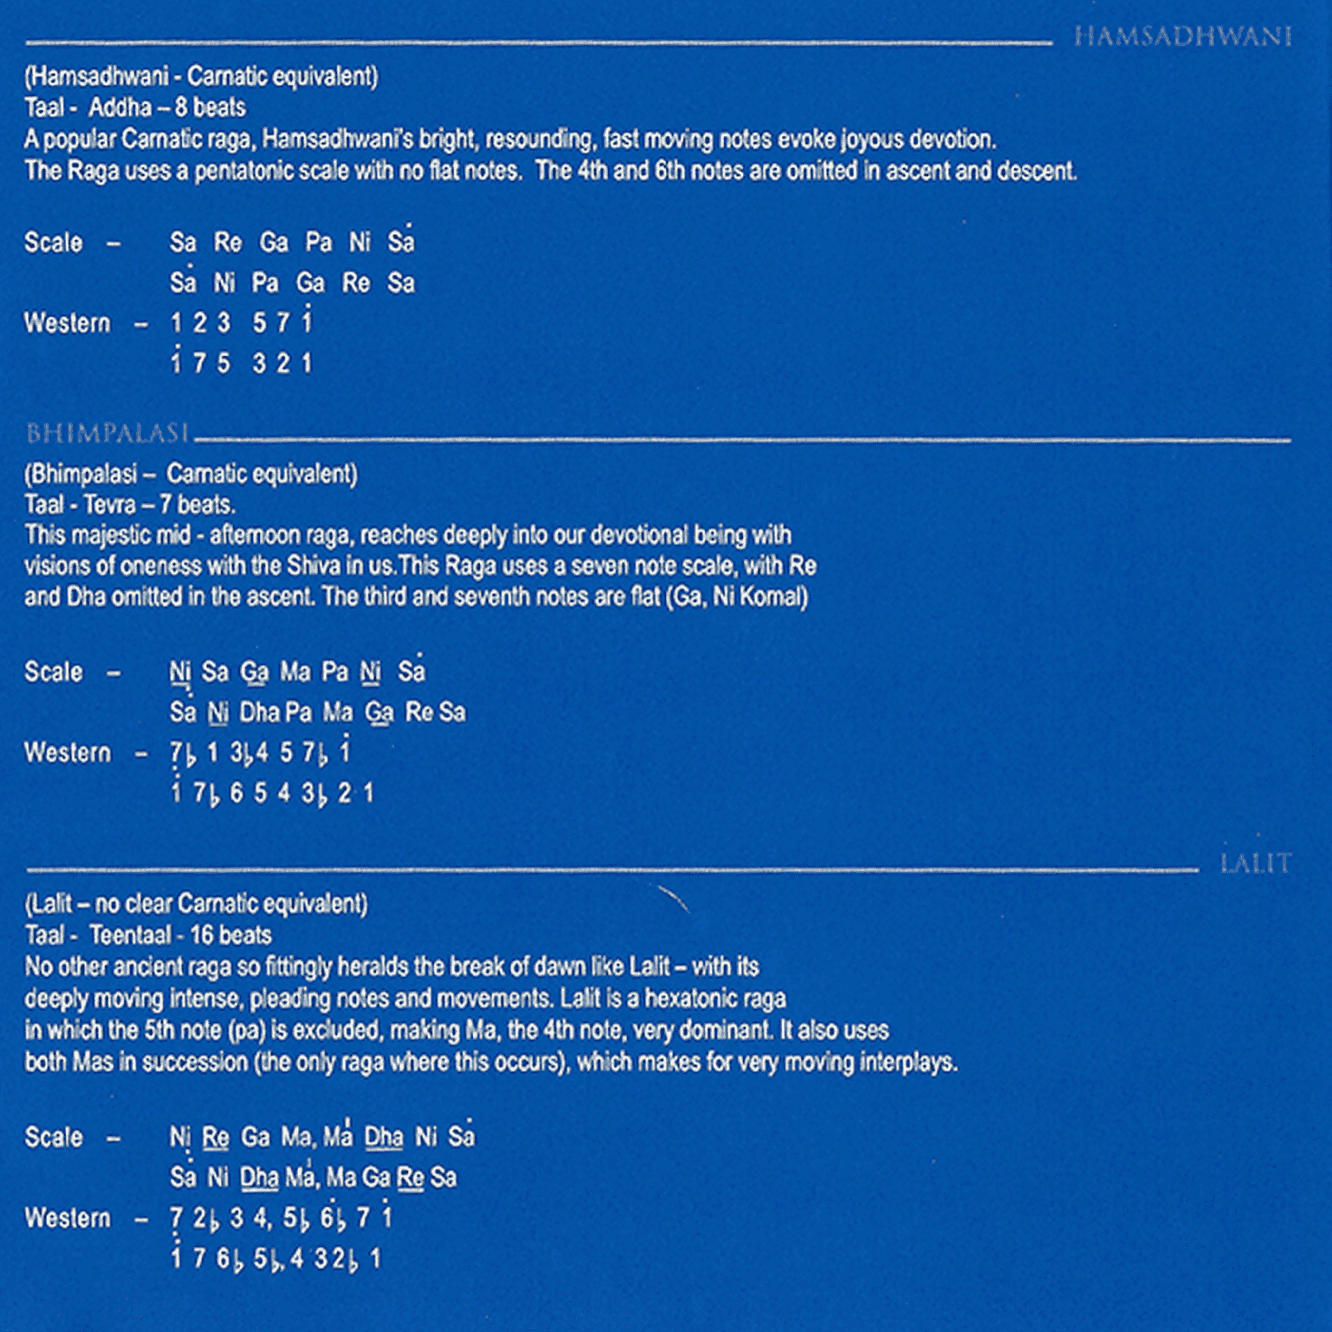 HAMSADHWANI
(Hamsadhwani - Carnatic equivalent)
Taal - Addha – 8 beats
A popular Carnatic raga, Hamsadhwani's bright, resounding, fast moving notes evoke joyous devotion.
The Raga uses a pentatonic scale with no flat notes. The 4th and 6th notes are omitted in ascent and descent.
Scale – Sa Re Ga Pa Ni Ṡa
Ṡa Ni Pa Ga Re Sa
Western – 1 2 3 5 7 1̇
1̇ 7 5 3 2 1
BHIMPALASI
(Bhimpalasi – Carnatic equivalent)
Taal - Tevra – 7 beats.
This majestic mid - afternoon raga, reaches deeply into our devotional being with
visions of oneness with the Shiva in us.This Raga uses a seven note scale, with Re
and Dha omitted in the ascent. The third and seventh notes are flat (Ga, Ni Komal)
Scale – Ṇi Sa Ga Ma Pa Ni Ṡa
Ṡa Ni Dha Pa Ma Ga Re Sa
Western – 7̣♭ 1 3♭4 5 7♭ 1̇
1̇ 7♭ 6 5 4 3♭ 2 1
LALIT
(Lalit – no clear Carnatic equivalent)
Taal - Teentaal - 16 beats
No other ancient raga so fittingly heralds the break of dawn like Lalit – with its
deeply moving intense, pleading notes and movements. Lalit is a hexatonic raga
in which the 5th note (pa) is excluded, making Ma, the 4th note, very dominant. It also uses
both Mas in succession (the only raga where this occurs), which makes for very moving interplays.
Scale – Ṇi Re Ga Ma, Ma̍ Dha Ni Ṡa
Ṡa Ni Dha Ma̍, Ma Ga Re Sa
Western – 7̣ 2♭ 3 4, 5♭ 6̇♭ 7 1̇
1̇ 7 6♭ 5♭, 4 3 2♭ 1